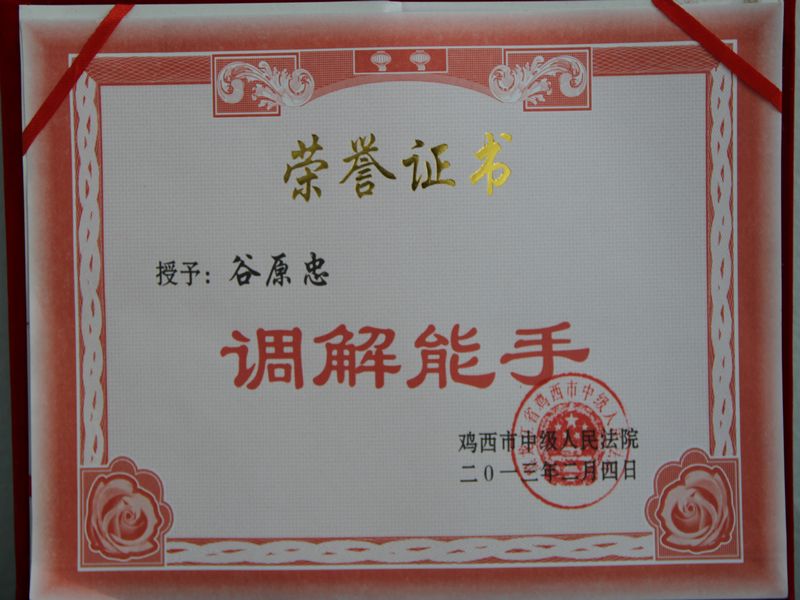 荣誉证书
授予：谷原忠
调解能手
鸡西市中级人民法院
二〇一三年二月四日